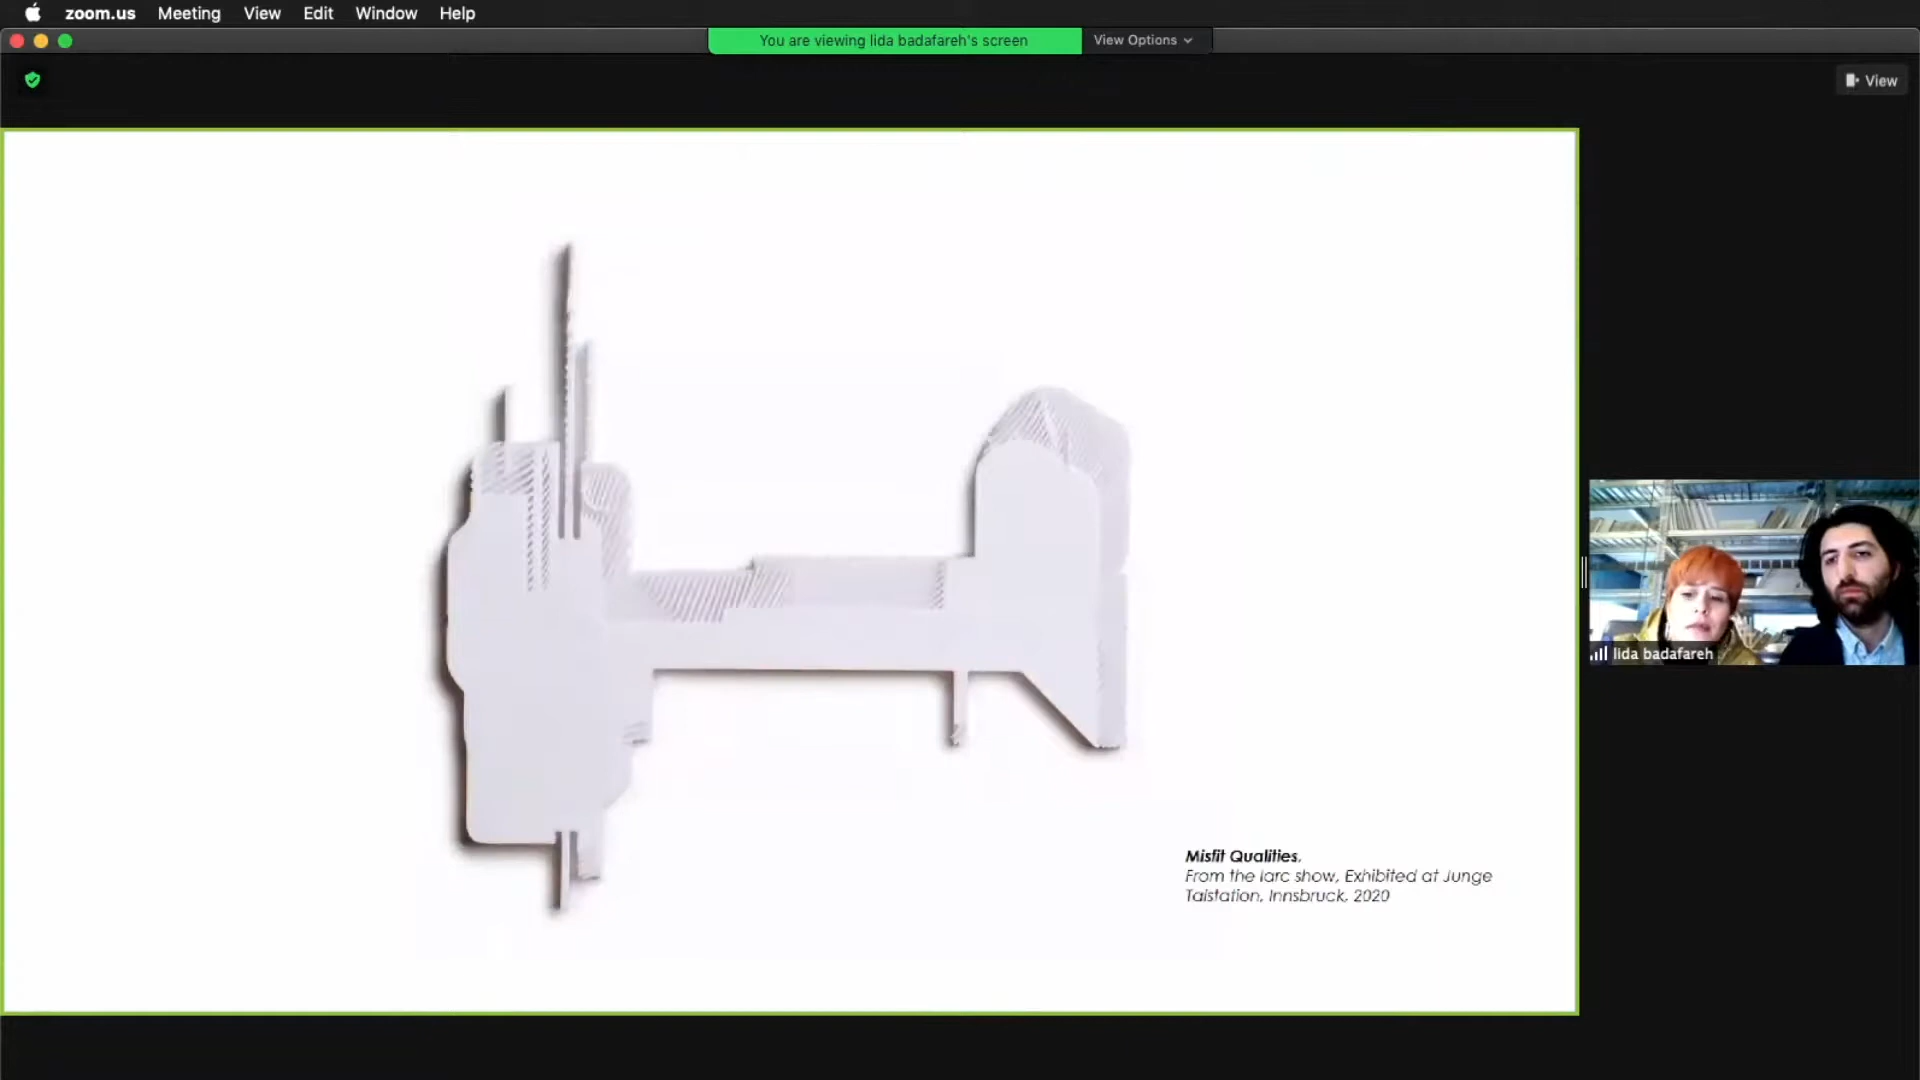 zoom.us Meeting View Edit Window Help
You are viewing lida badafareh's screen View Options
View
lida badafareh
Misfit Qualities,
From the Iarc show, Exhibited at Junge
Talstation, Innsbruck, 2020